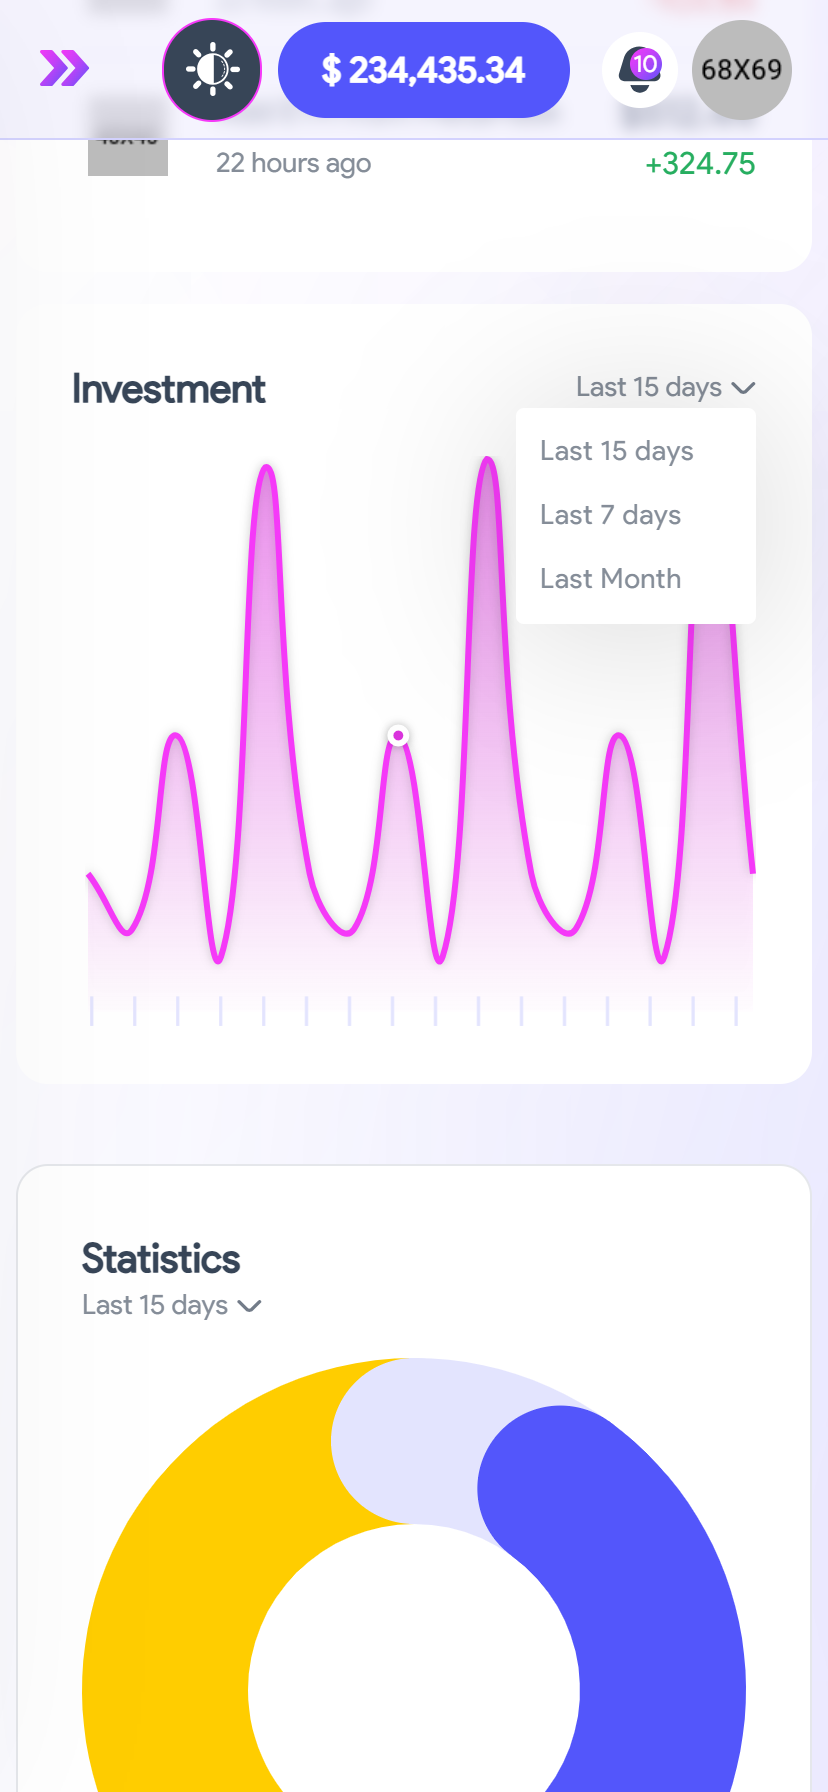 $ 234,435.34
10
68X69
22 hours ago
+324.75
Investment
Last 15 days
Last 15 days
Last 7 days
Last Month
Statistics
Last 15 days